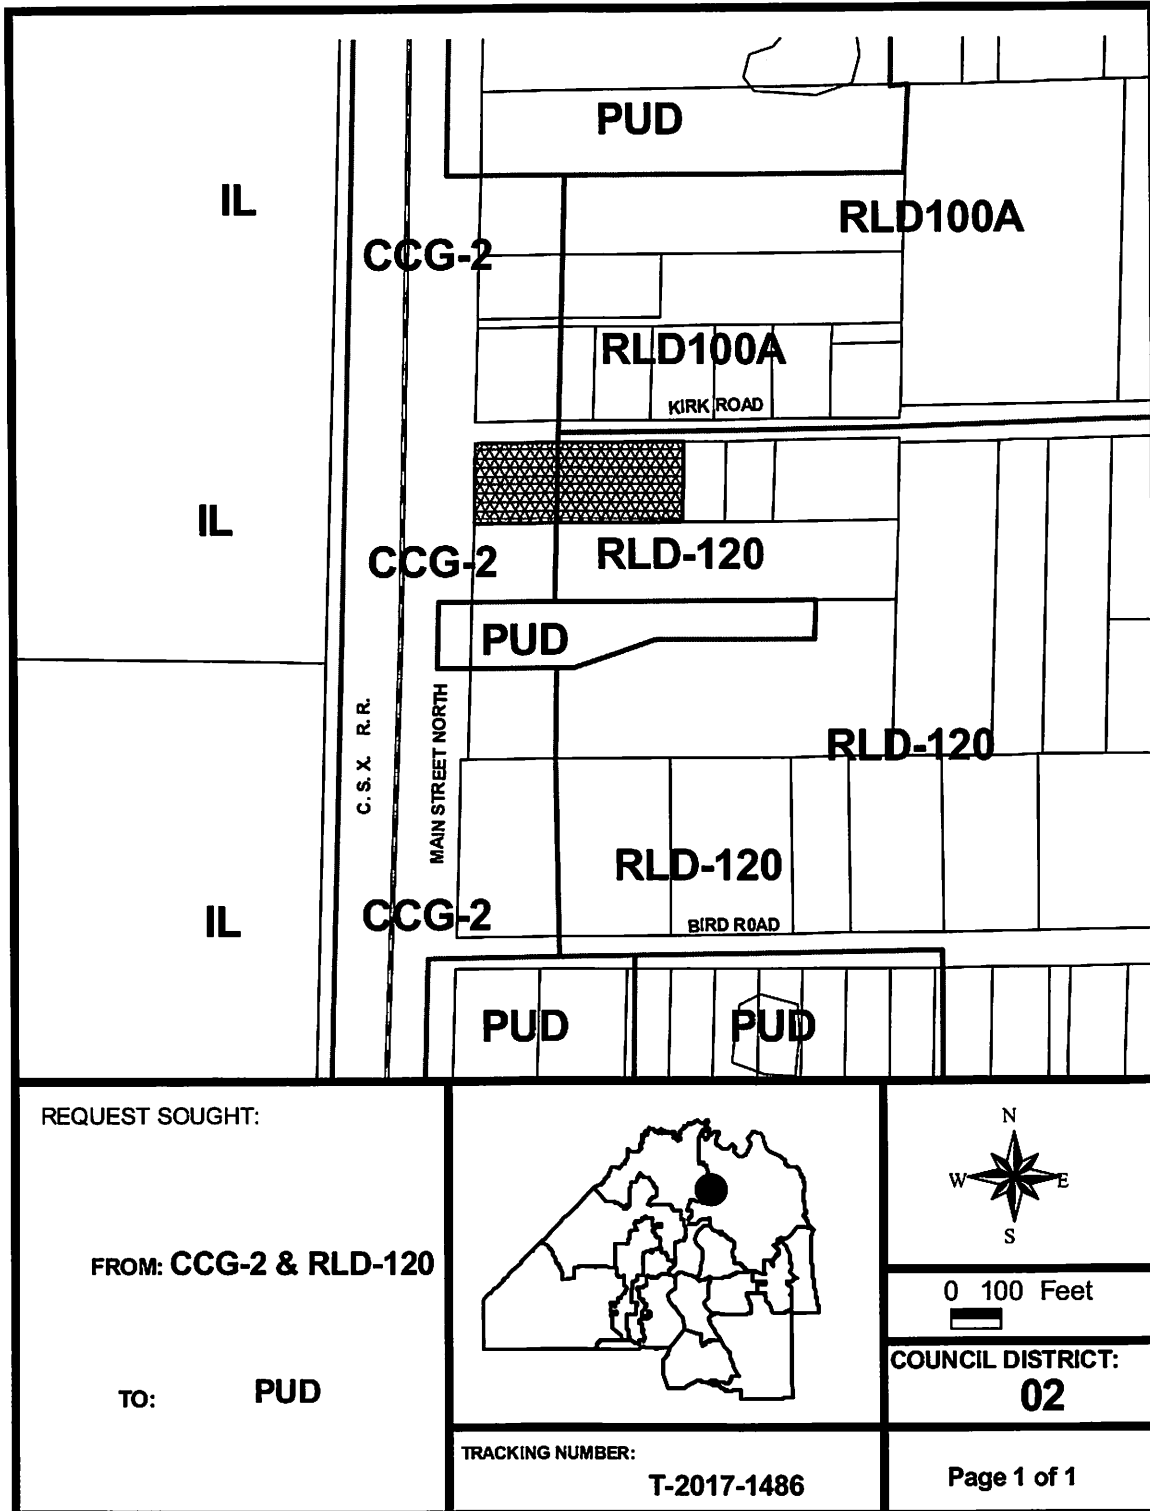 PUD
IL
RLD100A
CCG-2
RLD100A
KIRK ROAD
IL
CCG-2
RLD-120
PUD
C.S.X. R.R.
MAIN STREET NORTH
RLD-120
RLD-120
IL
CCG-2
BIRD ROAD
PUD
PUD
REQUEST SOUGHT:
FROM: CCG-2 & RLD-120
TO: PUD
N
W
E
S
0 100 Feet
COUNCIL DISTRICT:
02
TRACKING NUMBER:
T-2017-1486
Page 1 of 1